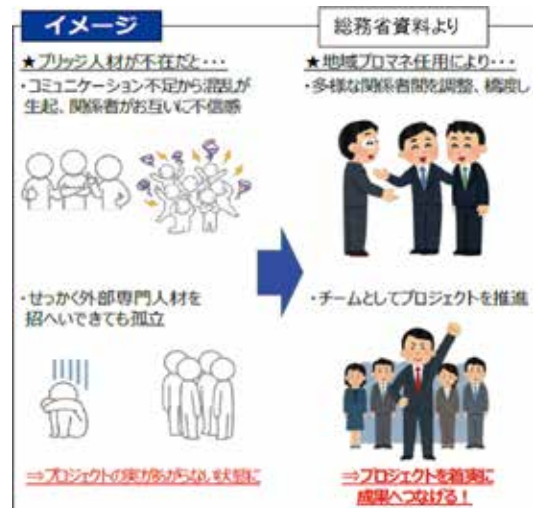 イメージ
総務省資料より
★ブリッジ人材が不在だと・・・
・コミュニケーション不足から混乱が
生起、関係者がお互いに不信感
・せっかく外部専門人材を
招へいできても孤立
⇒プロジェクトの実があがらない状態に
★地域プロマネ任用により・・・
・多様な関係者間を調整、橋渡し
・チームとしてプロジェクトを推進
⇒プロジェクトを着実に
成果へつなげる!